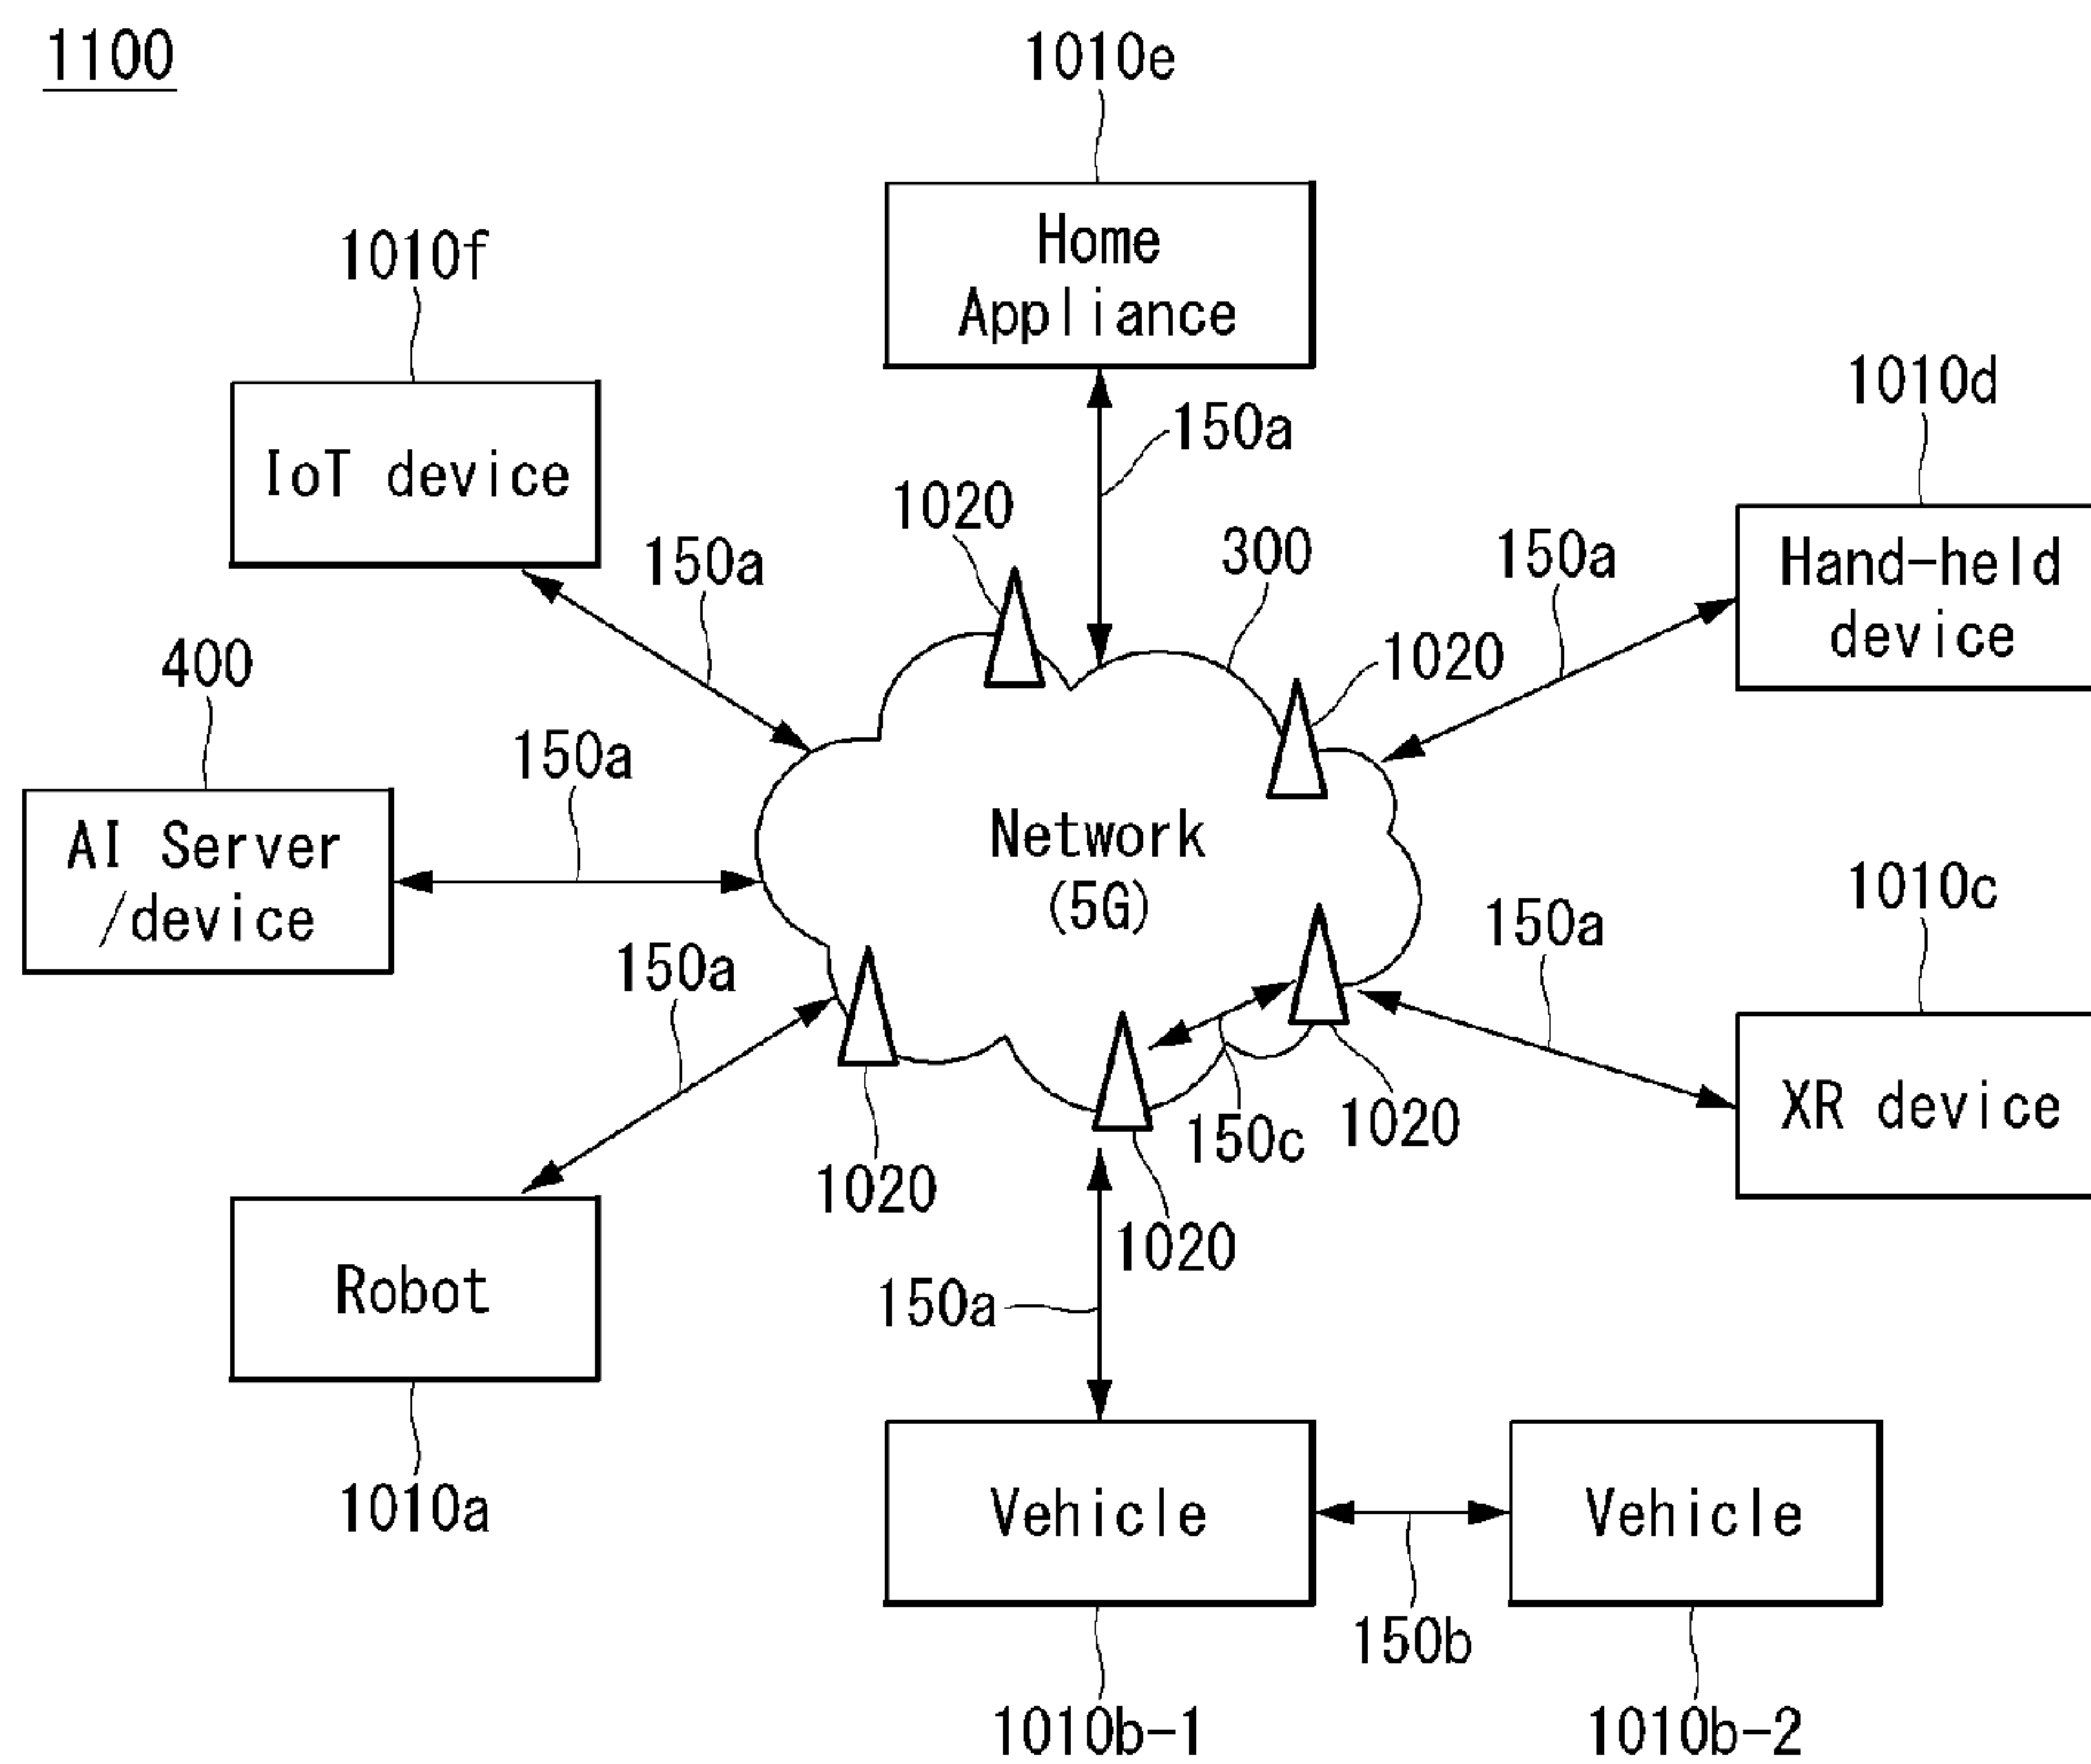 1100
1010e
Home
Appliance
1010f
IoT device
150a
1010d
Hand-held
device
1020
300
150a
150a
1020
400
AI Server
/device
150a
Network
(5G)
1010c
XR device
150a
150a
1020
150c
1020
1020
Robot
1010a
150a
Vehicle
1010b-1
150b
Vehicle
1010b-2